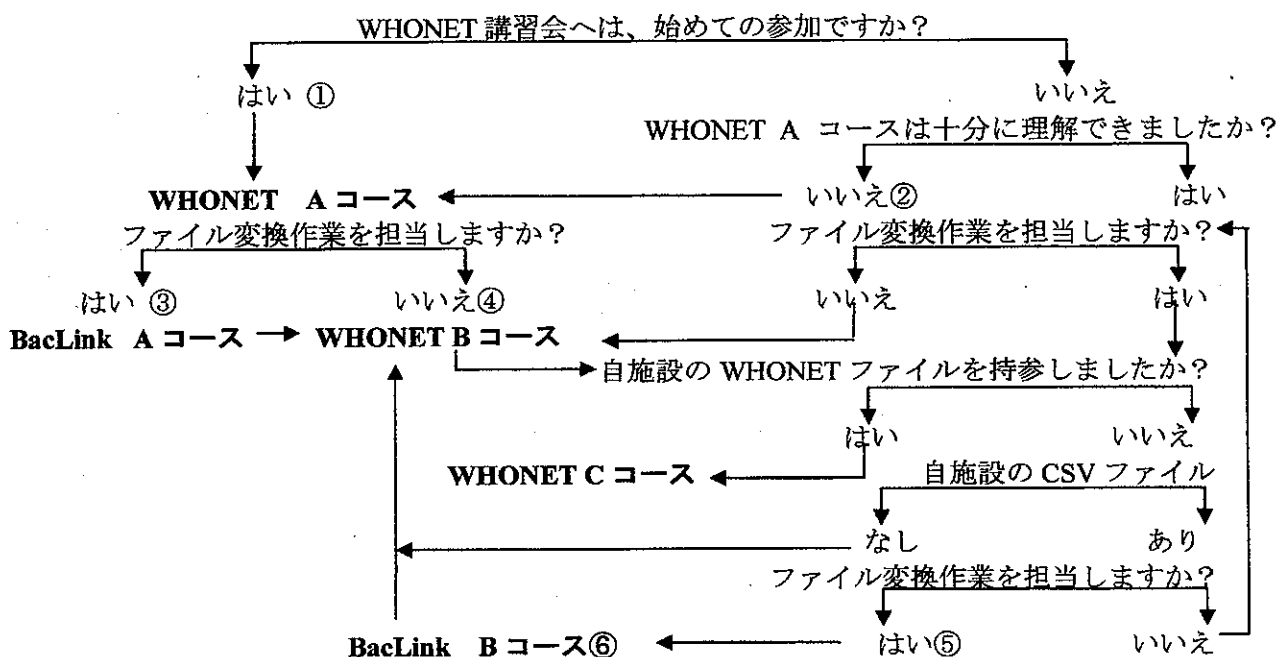 WHONET 講習会へは、始めての参加ですか？
はい ①
いいえ
WHONET A コースは十分に理解できましたか？
WHONET A コース
いいえ②
はい
ファイル変換作業を担当しますか？
ファイル変換作業を担当しますか？
はい ③
いいえ④
いいえ
はい
BacLink A コース
WHONET B コース
自施設の WHONET ファイルを持参しましたか？
はい
いいえ
WHONET C コース
自施設の CSV ファイル
なし
あり
ファイル変換作業を担当しますか？
BacLink B コース⑥
はい⑤
いいえ